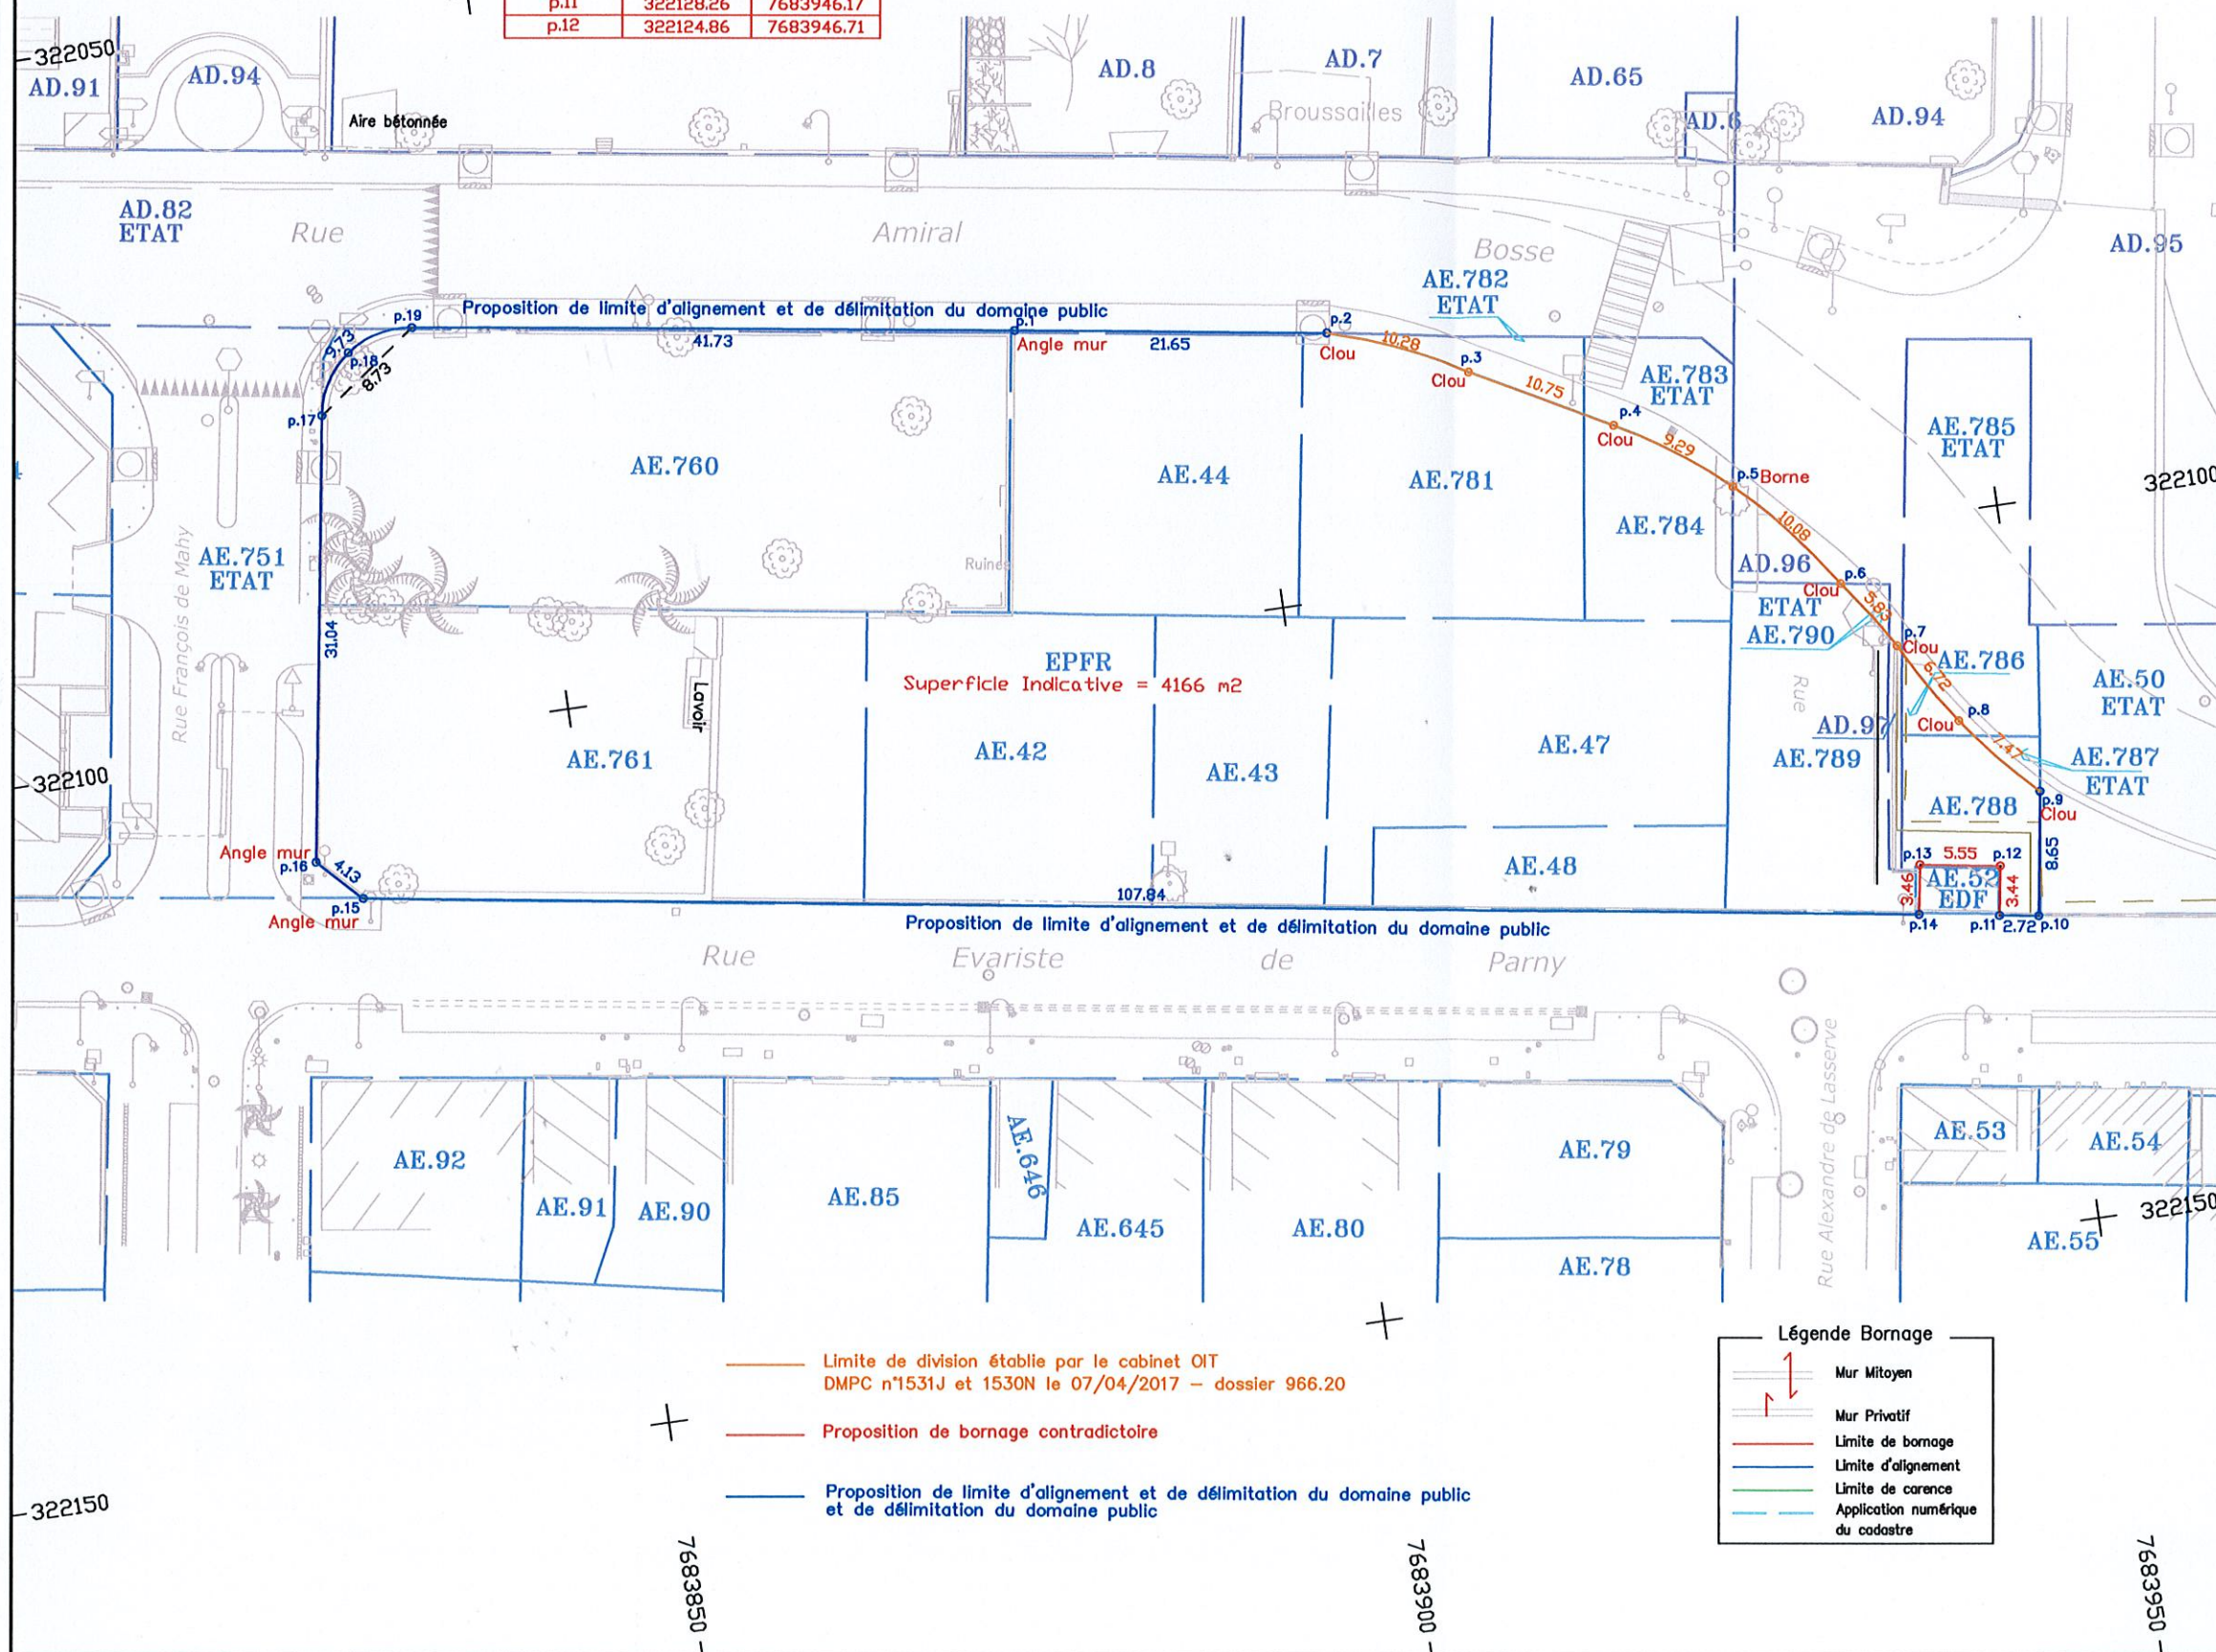 p.11 322128.26 7683946.17
p.12 322124.86 7683946.71
322050
AD.91
AD.94
Aire bétonnée
AD.8
AD.7
Broussailles
AD.65
AD.6
AD.94
AD.82
ETAT
Rue Amiral Bosse
AD.95
AE.782
ETAT
Proposition de limite d'alignement et de délimitation du domaine public
p.19
p.1
Angle mur
41.73
21.65
p.2
Clou
10.28
p.3
Clou
10.75
p.4
Clou
9.29
9.73
p.18
8.73
p.17
AE.783
ETAT
AE.785
ETAT
AE.760
AE.44
AE.781
p.5 Borne
322100
AE.784
10.08
Rue François de Mahy
AE.751
ETAT
Ruines
AD.96
p.6
Clou
ETAT
AE.790
5.83
p.7
Clou
31.04
EPFR
Superficie Indicative = 4166 m2
Lavoir
AE.786
6.72
AE.50
ETAT
Rue
p.8
Clou
AD.97
AE.761
AE.42
AE.43
AE.47
AE.789
7.47
AE.787
ETAT
322100
AE.788
p.9
Clou
Angle mur
p.16
4.13
AE.48
p.13
5.55
p.12
8.65
AE.52
EDF
3.46
3.44
p.15
Angle mur
107.84
Proposition de limite d'alignement et de délimitation du domaine public
p.14
p.11
2.72
p.10
Rue Evariste de Parny
Rue Alexandre de Lasserve
AE.92
AE.91
AE.90
AE.85
AE.646
AE.645
AE.80
AE.79
AE.78
AE.53
AE.54
322150
AE.55
Limite de division établie par le cabinet OIT
DMPC n°1531J et 1530N le 07/04/2017 – dossier 966.20
Proposition de bornage contradictoire
Proposition de limite d'alignement et de délimitation du domaine public
et de délimitation du domaine public
Légende Bornage
Mur Mitoyen
Mur Privatif
Limite de bornage
Limite d'alignement
Limite de carence
Application numérique
du cadastre
322150
7683850
7683900
7683950